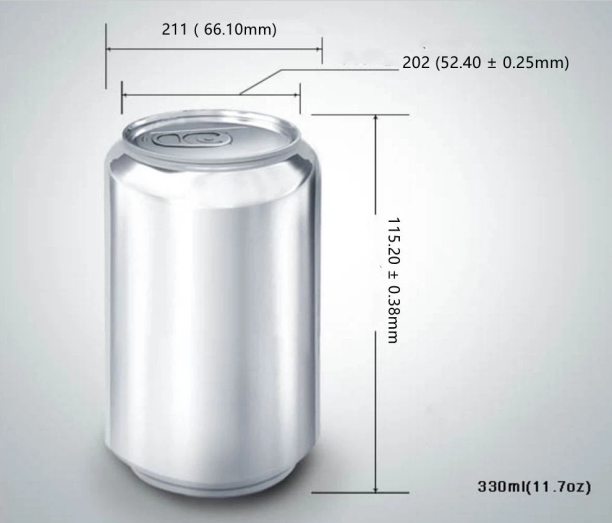 211 ( 66.10mm)
202 (52.40 ± 0.25mm)
115.20 ± 0.38mm
330ml(11.7oz)